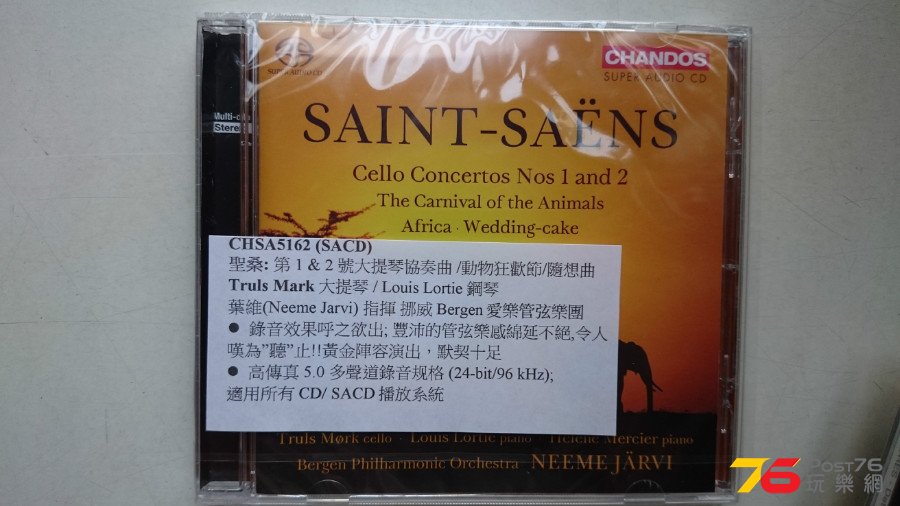 SUPER AUDIO CD
CHANDOS
SUPER AUDIO CD
Multi-
Stere
SAINT-SAËNS
Cello Concertos Nos 1 and 2
The Carnival of the Animals
Africa · Wedding-cake
CHSA5162 (SACD)
聖桑: 第 1 & 2 號大提琴協奏曲 /動物狂歡節/隨想曲
Truls Mark 大提琴 / Louis Lortie 鋼琴
葉維(Neeme Jarvi) 指揮 挪威 Bergen 愛樂管弦樂團
● 錄音效果呼之欲出; 豐沛的管弦樂感綿延不絕,令人
嘆為”聽”止!!黃金陣容演出，默契十足
● 高傳真 5.0 多聲道錄音規格 (24-bit/96 kHz);
適用所有 CD/ SACD 播放系統
Truls Mørk cello · Louis Lortie piano · Hélène Mercier piano
Bergen Philharmonic Orchestra · NEEME JÄRVI
76 Post76
玩樂網